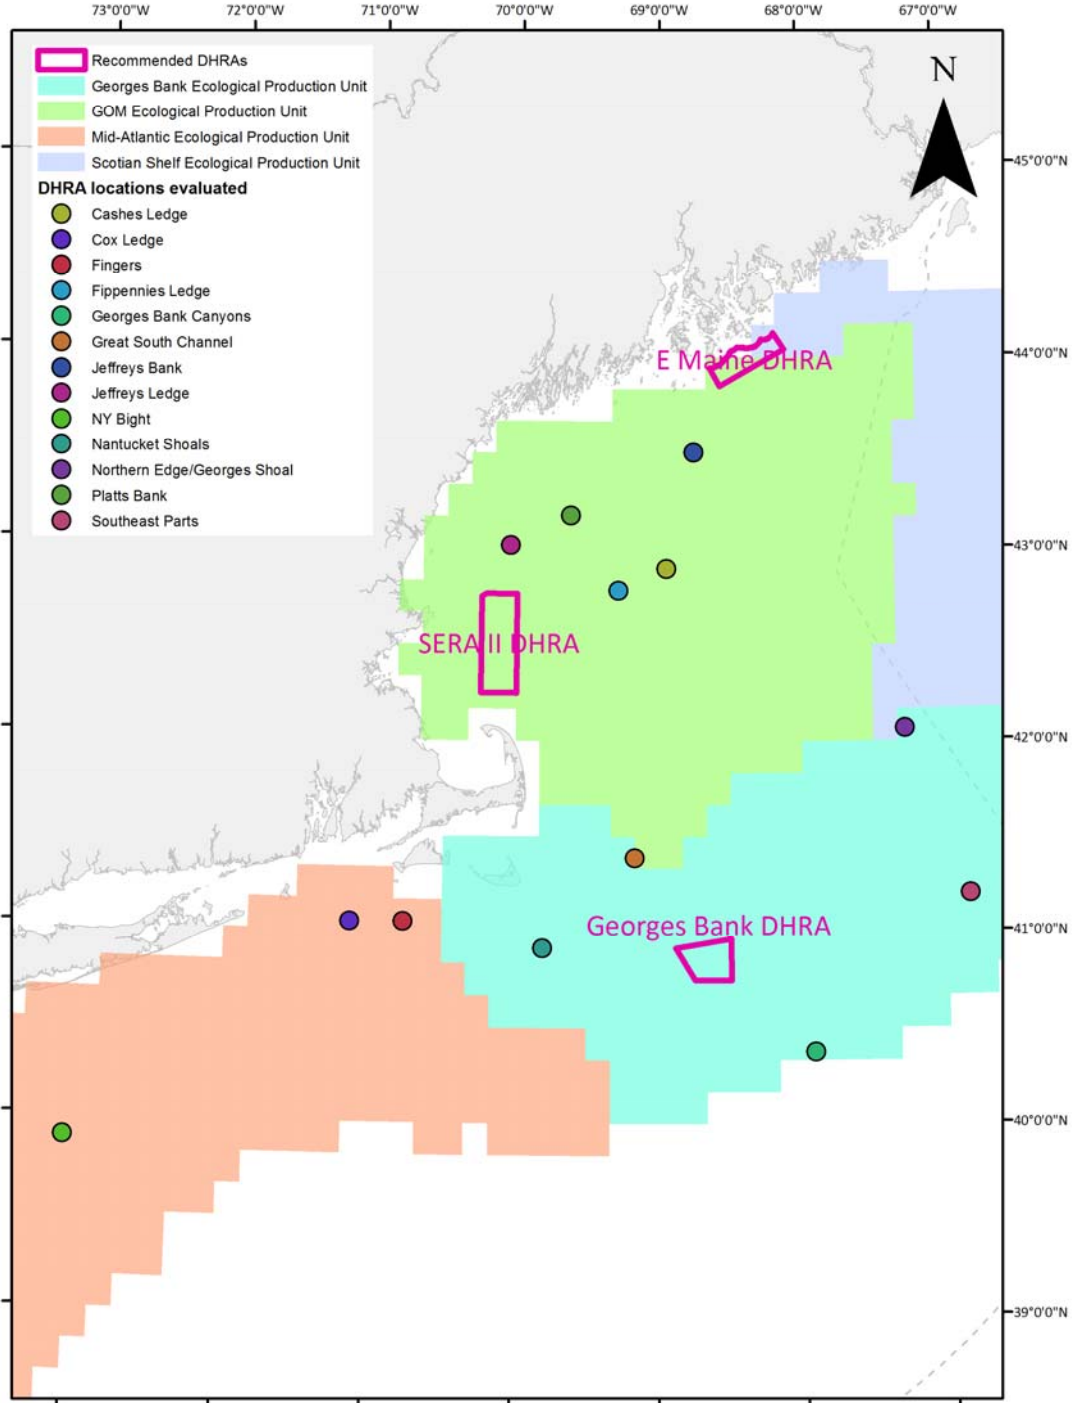 73°0'0"W 72°0'0"W 71°0'0"W 70°0'0"W 69°0'0"W 68°0'0"W 67°0'0"W
Recommended DHRAs
Georges Bank Ecological Production Unit
GOM Ecological Production Unit
Mid-Atlantic Ecological Production Unit
Scotian Shelf Ecological Production Unit
DHRA locations evaluated
Cashes Ledge
Cox Ledge
Fingers
Fippennies Ledge
Georges Bank Canyons
Great South Channel
Jeffreys Bank
Jeffreys Ledge
NY Bight
Nantucket Shoals
Northern Edge/Georges Shoal
Platts Bank
Southeast Parts
N
45°0'0"N
44°0'0"N
E Maine DHRA
43°0'0"N
SERA II DHRA
42°0'0"N
Georges Bank DHRA
41°0'0"N
40°0'0"N
39°0'0"N